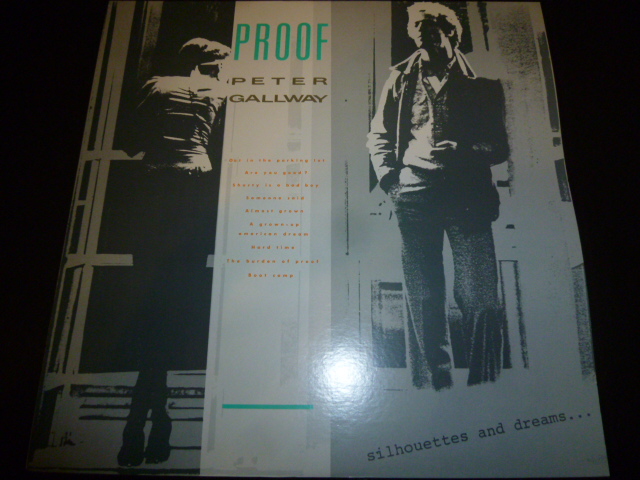 PROOF
PETER
GALLWAY
Out in the parking lot
Are you good?
Sherry is a bad boy
Someone told
Almost grown
A grown-up
american dream
Hard time
The burden of proof
Boot camp
silhouettes and dreams...